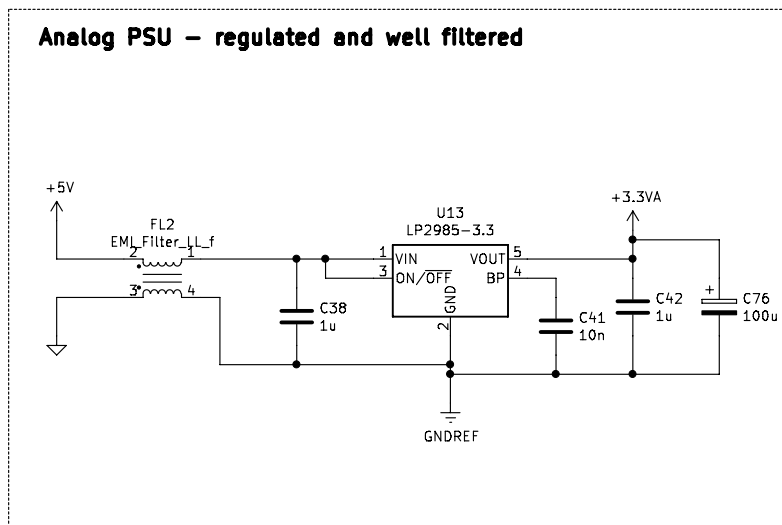 Analog PSU – regulated and well filtered
+5V
FL2
EMI_Filter_LL_f
2
1
3
4
C38
1u
U13
LP2985-3.3
1
VIN
3
ON/OFF
GND
2
VOUT
5
BP
4
C41
10n
+3.3VA
C42
1u
+
C76
100u
GNDREF